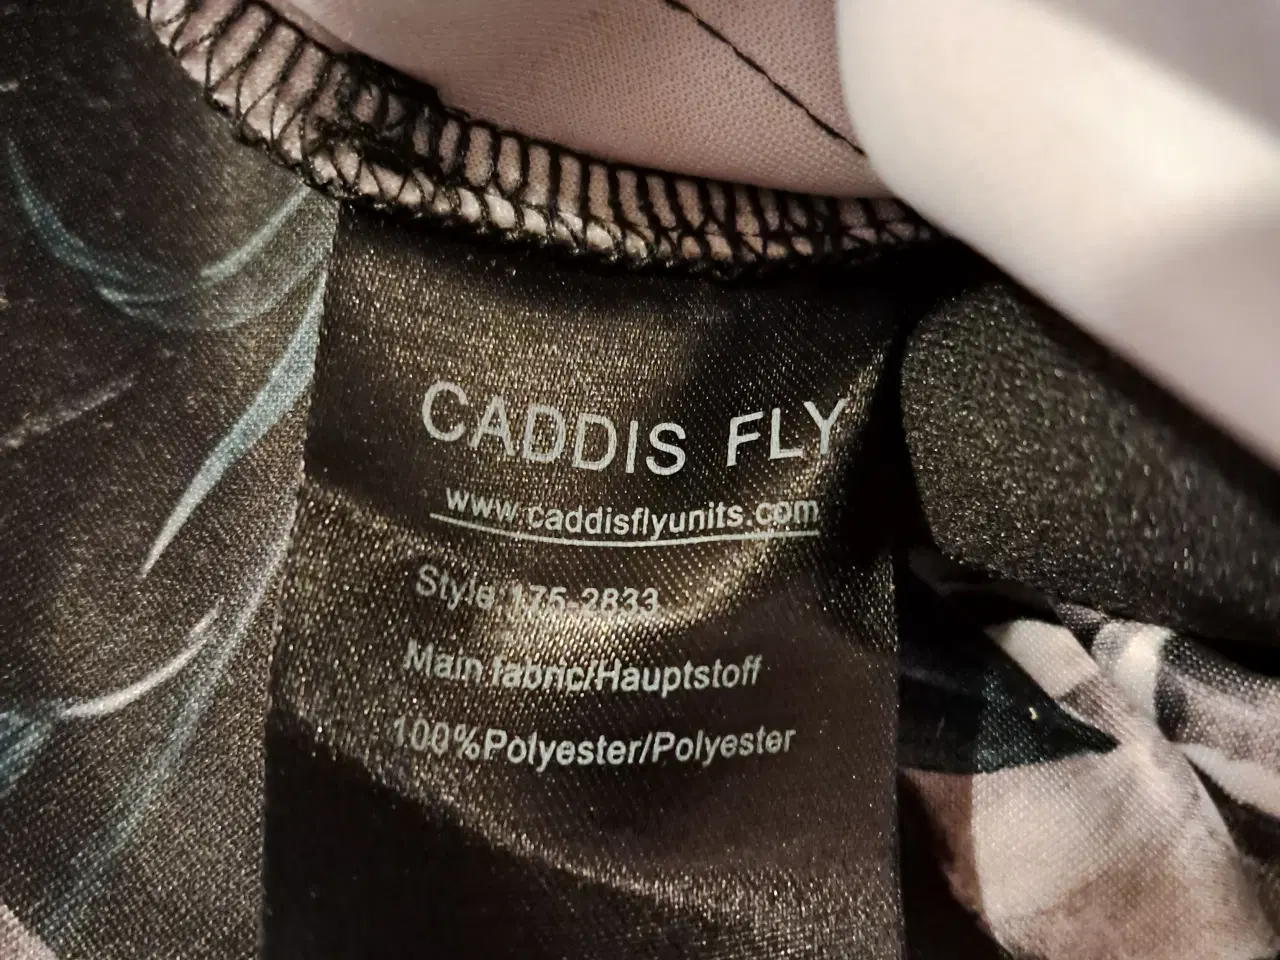 CADDIS FLY
www.caddisflyunits.com
Style:175-2833
Main fabric/Hauptstoff
100%Polyester/Polyester